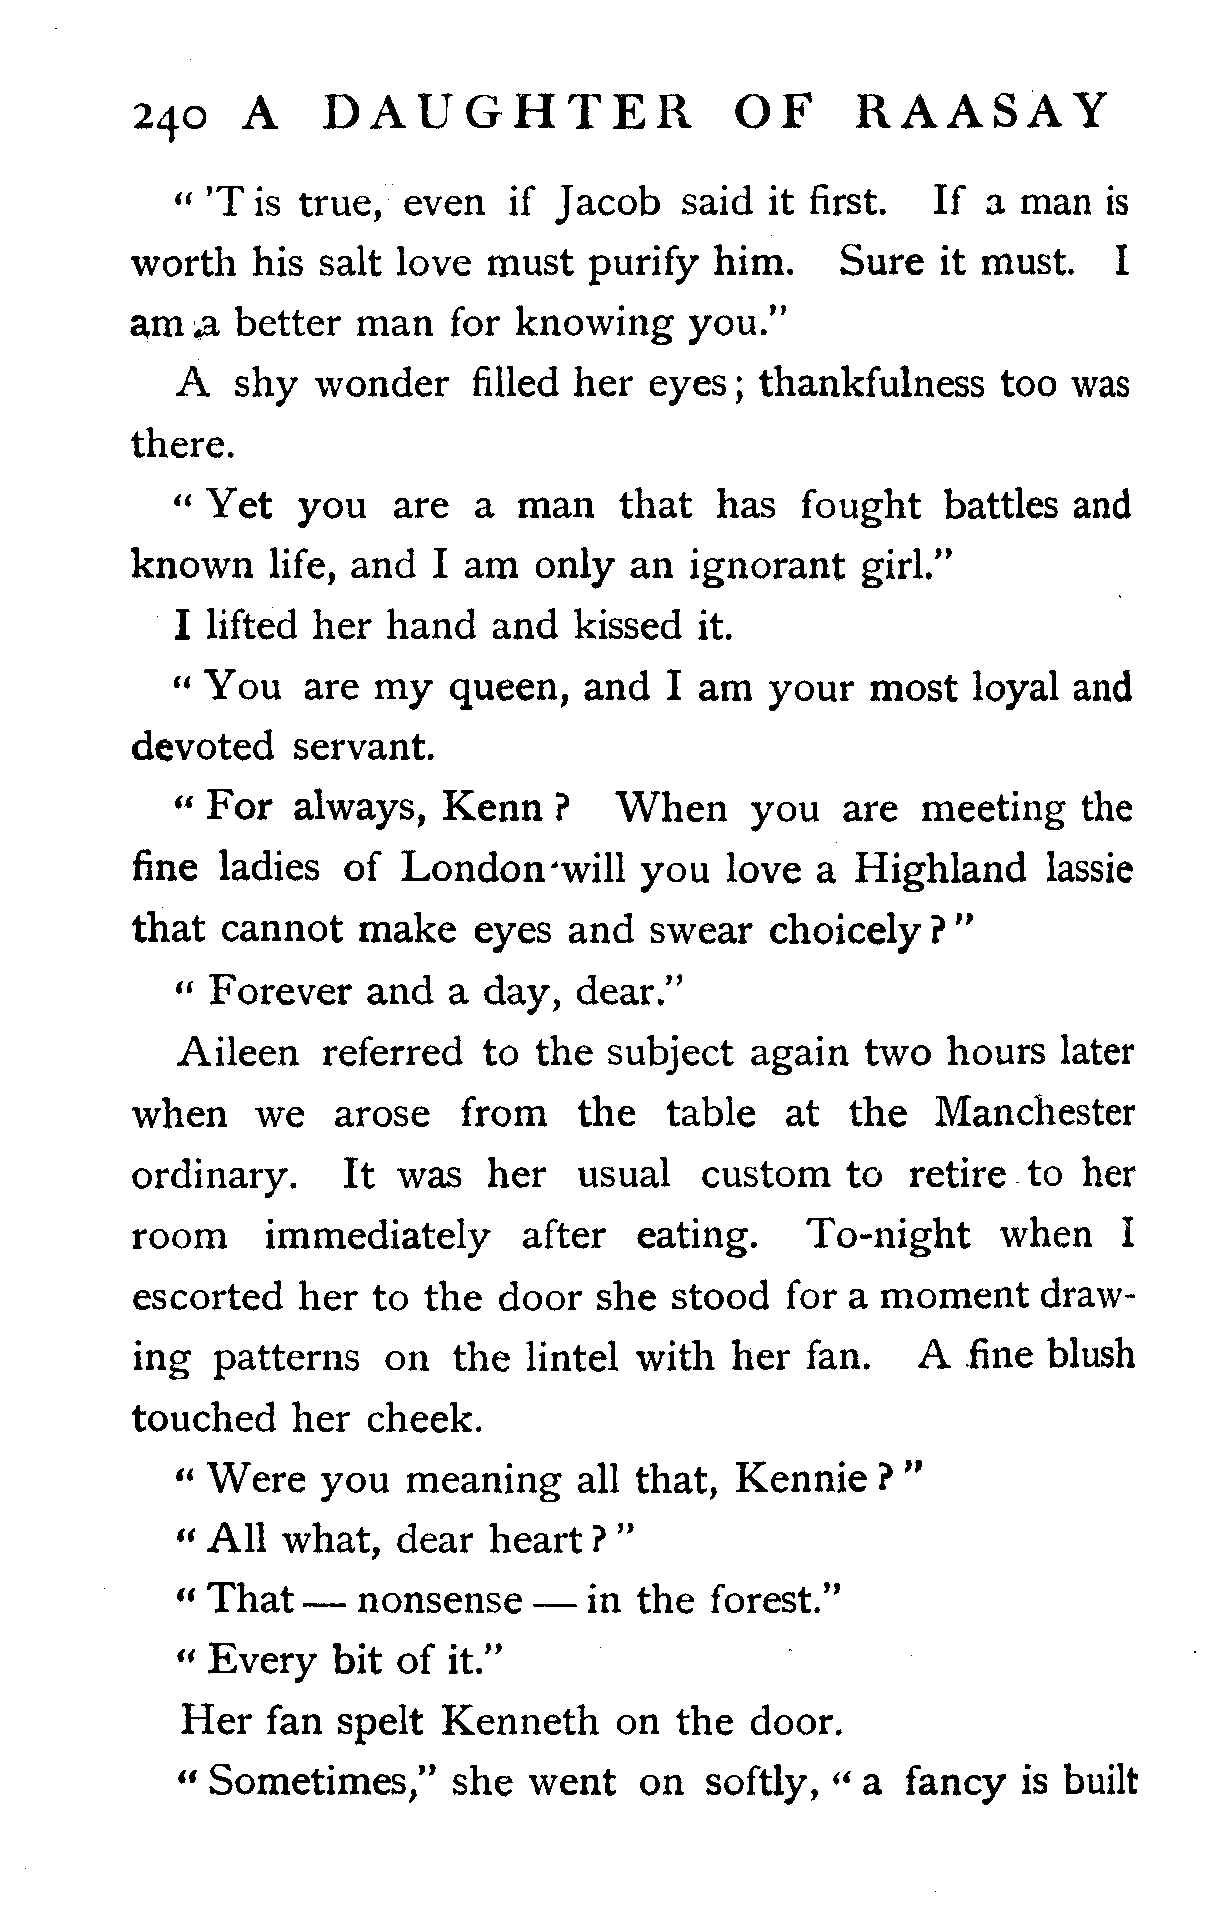 240 A DAUGHTER OF RAASAY
" 'Tis true, even if Jacob said it first. If a man is
worth his salt love must purify him. Sure it must. I
am a better man for knowing you."
A shy wonder filled her eyes; thankfulness too was
there.
" Yet you are a man that has fought battles and
known life, and I am only an ignorant girl."
I lifted her hand and kissed it.
" You are my queen, and I am your most loyal and
devoted servant.
" For always, Kenn ? When you are meeting the
fine ladies of London will you love a Highland lassie
that cannot make eyes and swear choicely ? "
" Forever and a day, dear."
Aileen referred to the subject again two hours later
when we arose from the table at the Manchester
ordinary. It was her usual custom to retire to her
room immediately after eating. To-night when I
escorted her to the door she stood for a moment draw-
ing patterns on the lintel with her fan. A fine blush
touched her cheek.
" Were you meaning all that, Kennie ? "
" All what, dear heart ? "
" That — nonsense — in the forest."
" Every bit of it."
Her fan spelt Kenneth on the door.
" Sometimes," she went on softly, " a fancy is built